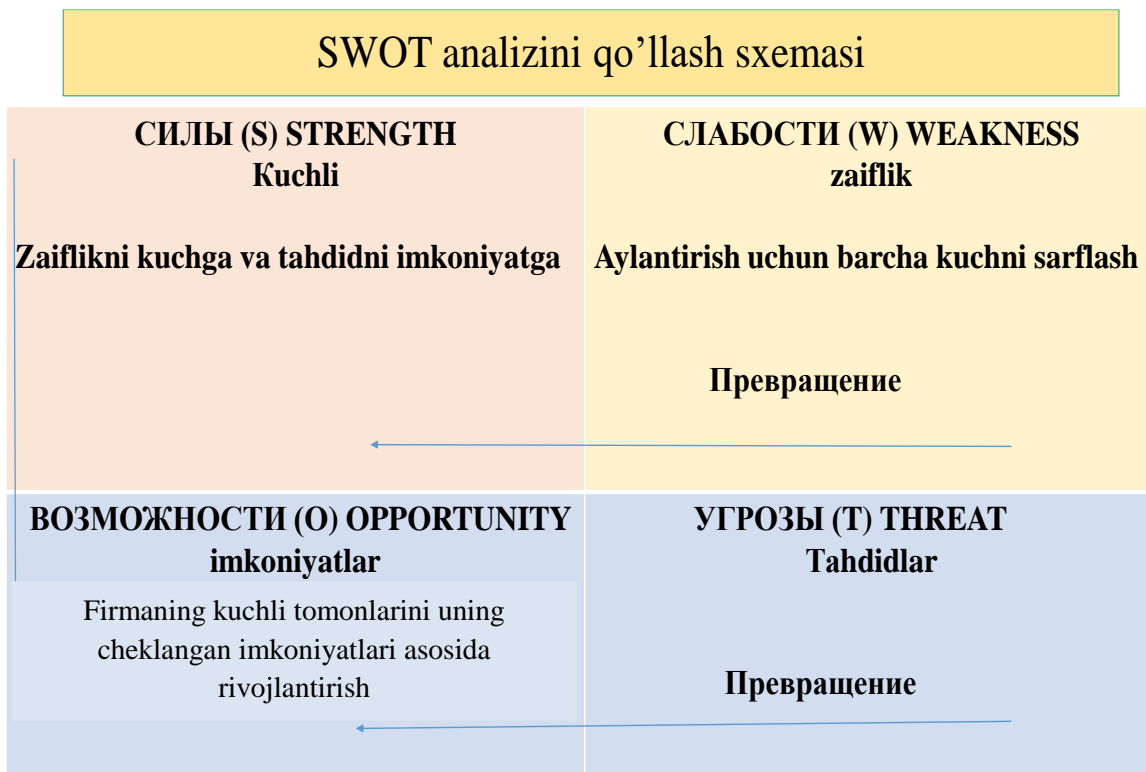 SWOT analizini qo’llash sxemasi
СИЛЫ (S) STRENGTH
Kuchli
Zaiflikni kuchga va tahdidni imkoniyatga
СЛАБОСТИ (W) WEAKNESS
zaiflik
Aylantirish uchun barcha kuchni sarflash
Превращение
ВОЗМОЖНОСТИ (O) OPPORTUNITY
imkoniyatlar
Firmaning kuchli tomonlarini uning
cheklangan imkoniyatlari asosida
rivojlantirish
УГРОЗЫ (T) THREAT
Tahdidlar
Превращение